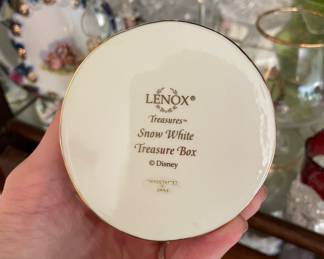 LENOX®
Treasures™
Snow White
Treasure Box
© Disney